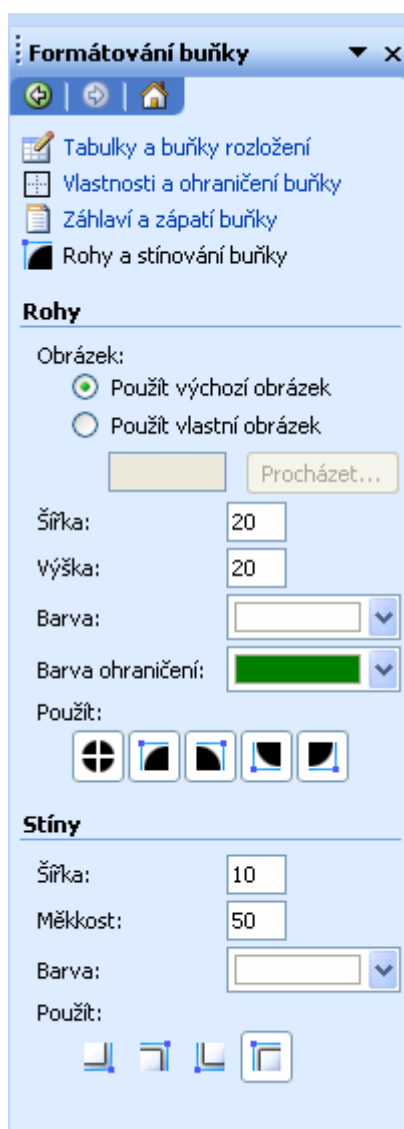 Formátování buňky
Tabulky a buňky rozložení
Vlastnosti a ohraničení buňky
Záhlaví a zápatí buňky
Rohy a stínování buňky
Rohy
Obrázek:
Použít výchozí obrázek
Použít vlastní obrázek
Procházet...
Šířka: 20
Výška: 20
Barva:
Barva ohraničení:
Použít:
Stíny
Šířka: 10
Měkkost: 50
Barva:
Použít: